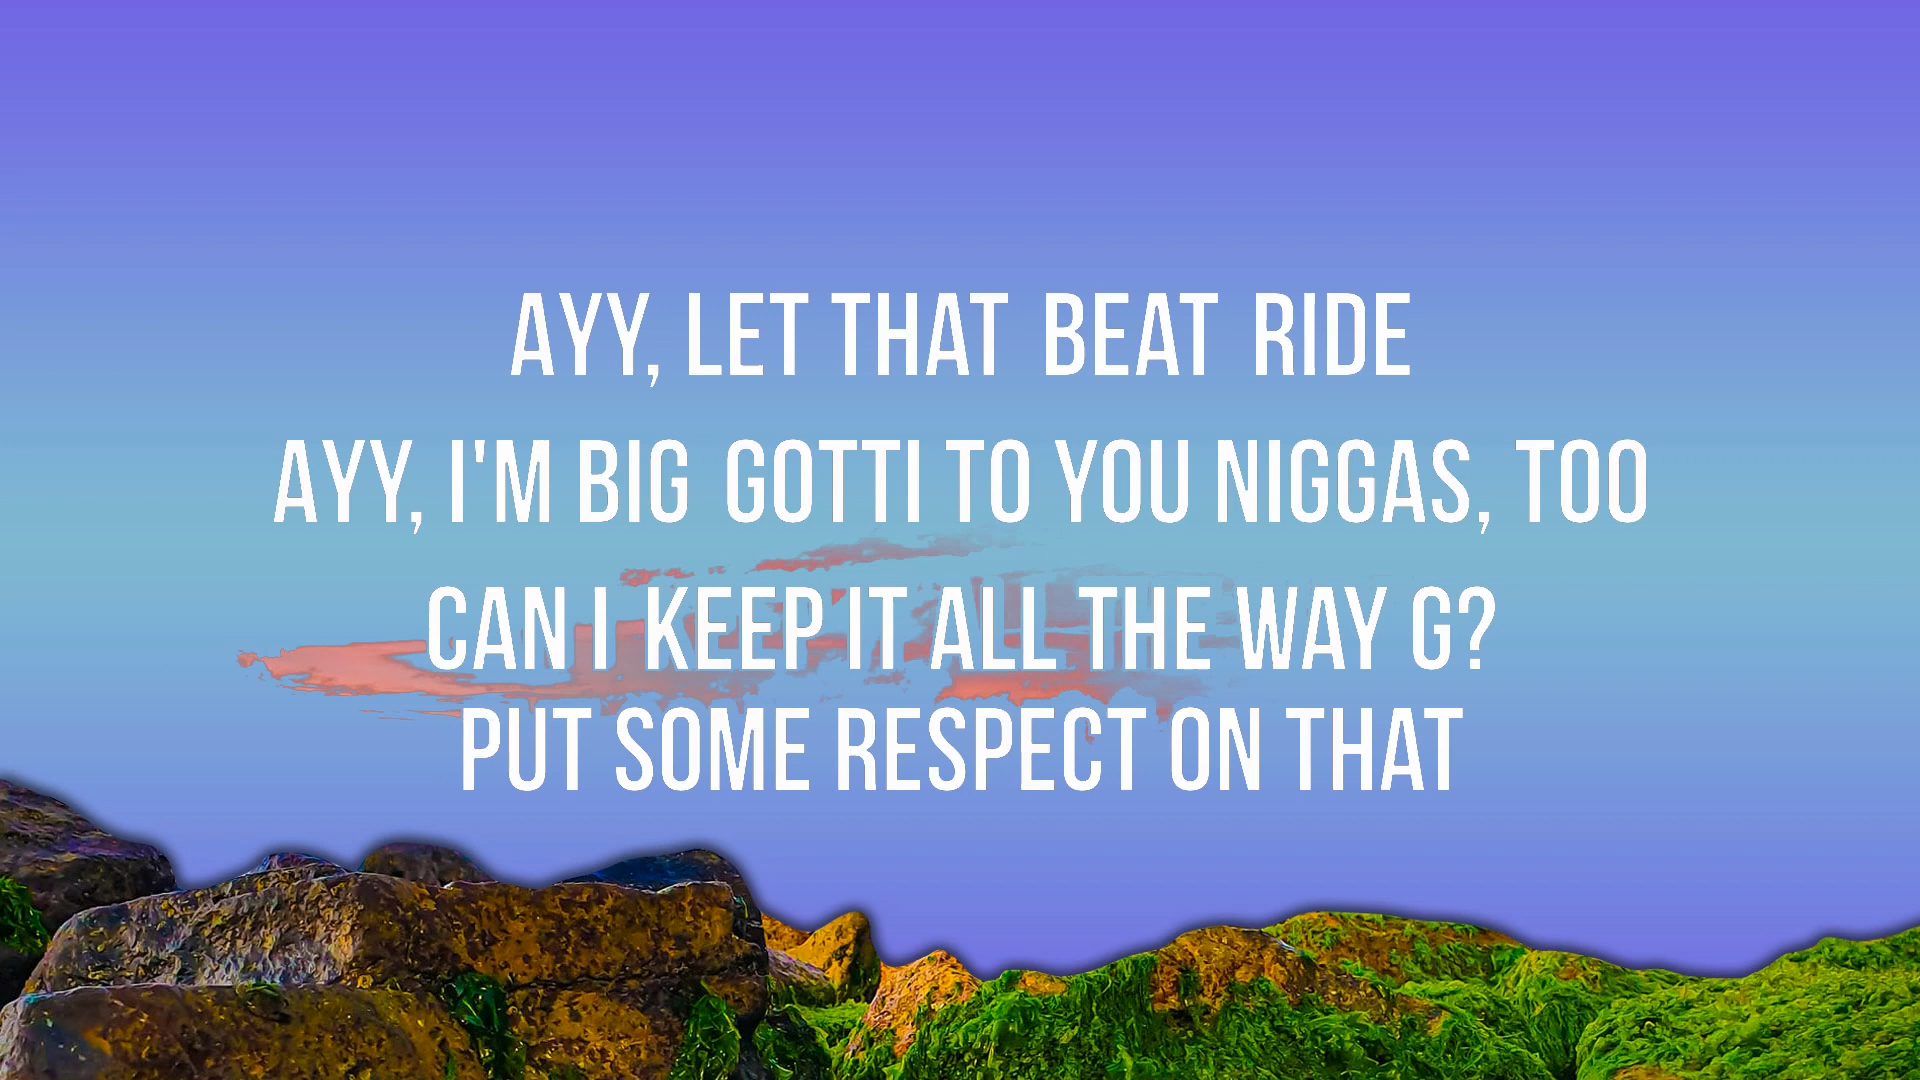 AYY, LET THAT BEAT RIDE
AYY, I'M BIG GOTTI TO YOU NIGGAS, TOO
CAN I KEEP IT ALL THE WAY G?
PUT SOME RESPECT ON THAT